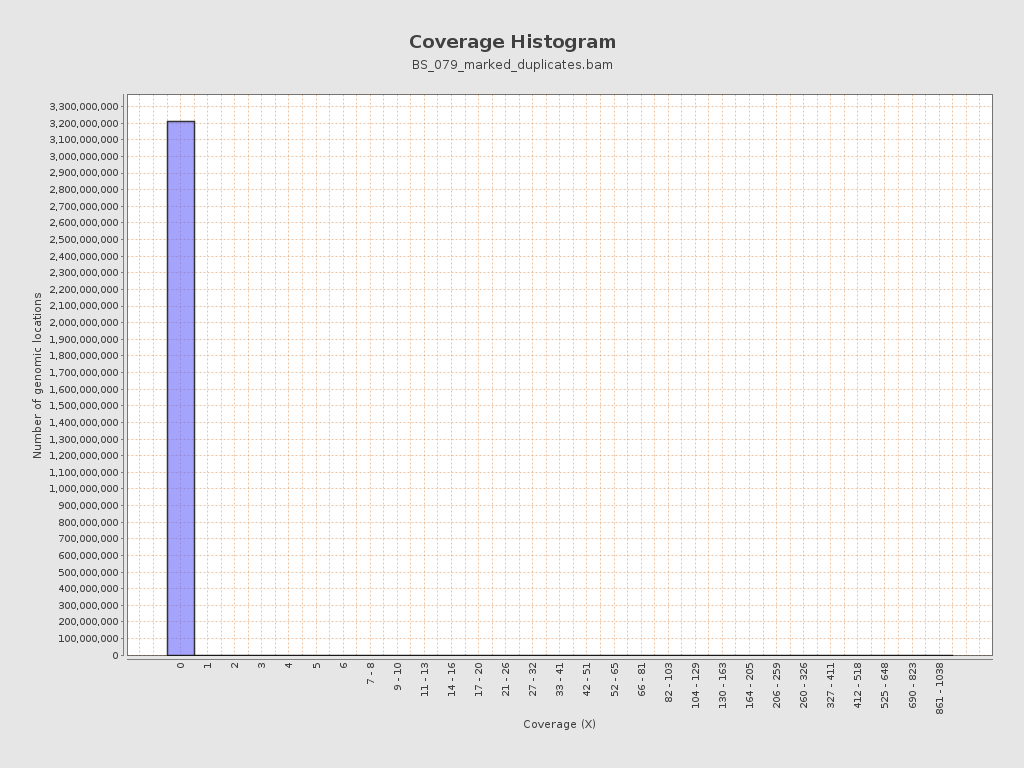 Coverage Histogram
BS_079_marked_duplicates.bam
Number of genomic locations
3,300,000,000
3,200,000,000
3,100,000,000
3,000,000,000
2,900,000,000
2,800,000,000
2,700,000,000
2,600,000,000
2,500,000,000
2,400,000,000
2,300,000,000
2,200,000,000
2,100,000,000
2,000,000,000
1,900,000,000
1,800,000,000
1,700,000,000
1,600,000,000
1,500,000,000
1,400,000,000
1,300,000,000
1,200,000,000
1,100,000,000
1,000,000,000
900,000,000
800,000,000
700,000,000
600,000,000
500,000,000
400,000,000
300,000,000
200,000,000
100,000,000
0
0
1
2
3
4
5
6
7 - 8
9 - 10
11 - 13
14 - 16
17 - 20
21 - 26
27 - 32
33 - 41
42 - 51
52 - 65
66 - 81
82 - 103
104 - 129
130 - 163
164 - 205
206 - 259
260 - 326
327 - 411
412 - 518
525 - 648
690 - 823
861 - 1038
Coverage (X)